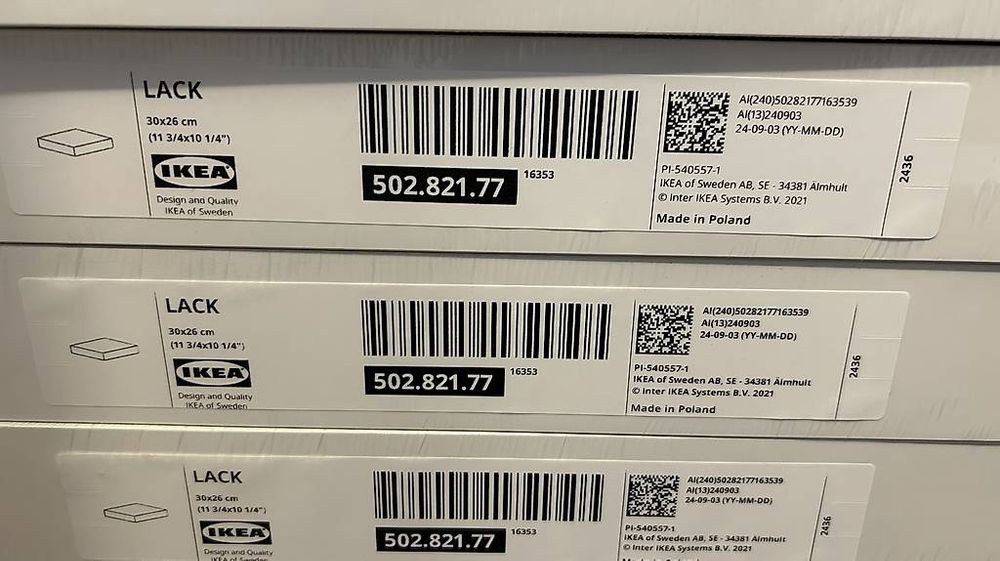 LACK
30x26 cm
(11 3/4x10 1/4")
IKEA
Design and Quality
IKEA of Sweden
502.821.77
16353
AI(240)50282177163539
AI(13)240903
24-09-03 (YY-MM-DD)
PI-540557-1
IKEA of Sweden AB, SE - 34381 Älmhult
© Inter IKEA Systems B.V. 2021
Made in Poland
2436
LACK
30x26 cm
(11 3/4x10 1/4")
IKEA
Design and Quality
IKEA of Sweden
502.821.77
16353
AI(240)50282177163539
AI(13)240903
24-09-03 (YY-MM-DD)
PI-540557-1
IKEA of Sweden AB, SE - 34381 Älmhult
© Inter IKEA Systems B.V. 2021
Made in Poland
2436
LACK
30x26 cm
(11 3/4x10 1/4")
IKEA
Design and Quality
IKEA of Sweden
502.821.77
16353
AI(240)50282177163539
AI(13)240903
24-09-03 (YY-MM-DD)
PI-540557-1
IKEA of Sweden AB, SE - 34381 Älmhult
© Inter IKEA Systems B.V. 2021
2436